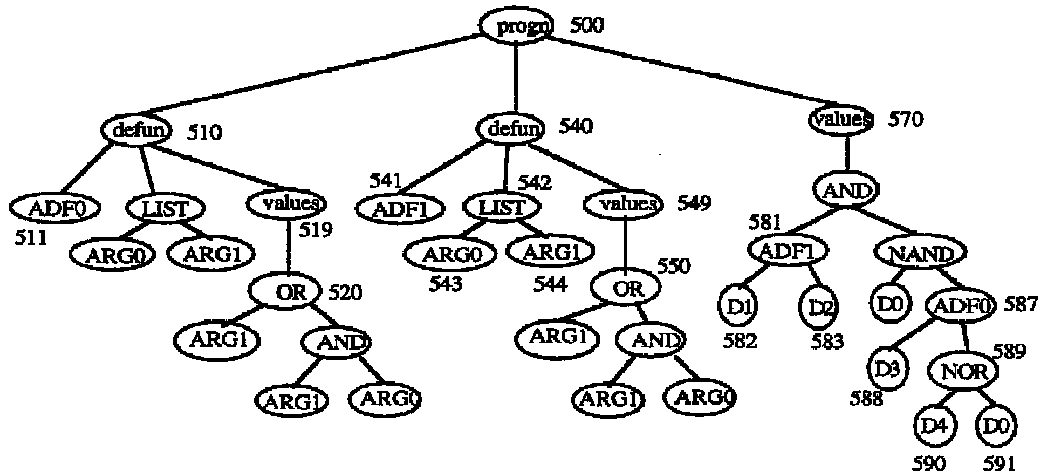 progn 500
defun 510
defun 540
values 570
ADF0
LIST
values
541
ADF1
542
LIST
values 549
AND
511
ARG0
ARG1
519
ARG0
ARG1
543
544
581
ADF1
NAND
OR 520
550
OR
D1
D2
D0
ADF0 587
582
583
ARG1
AND
ARG1
AND
D3
589
NOR
588
ARG1
ARG0
ARG1
ARG0
D4
D0
590
591